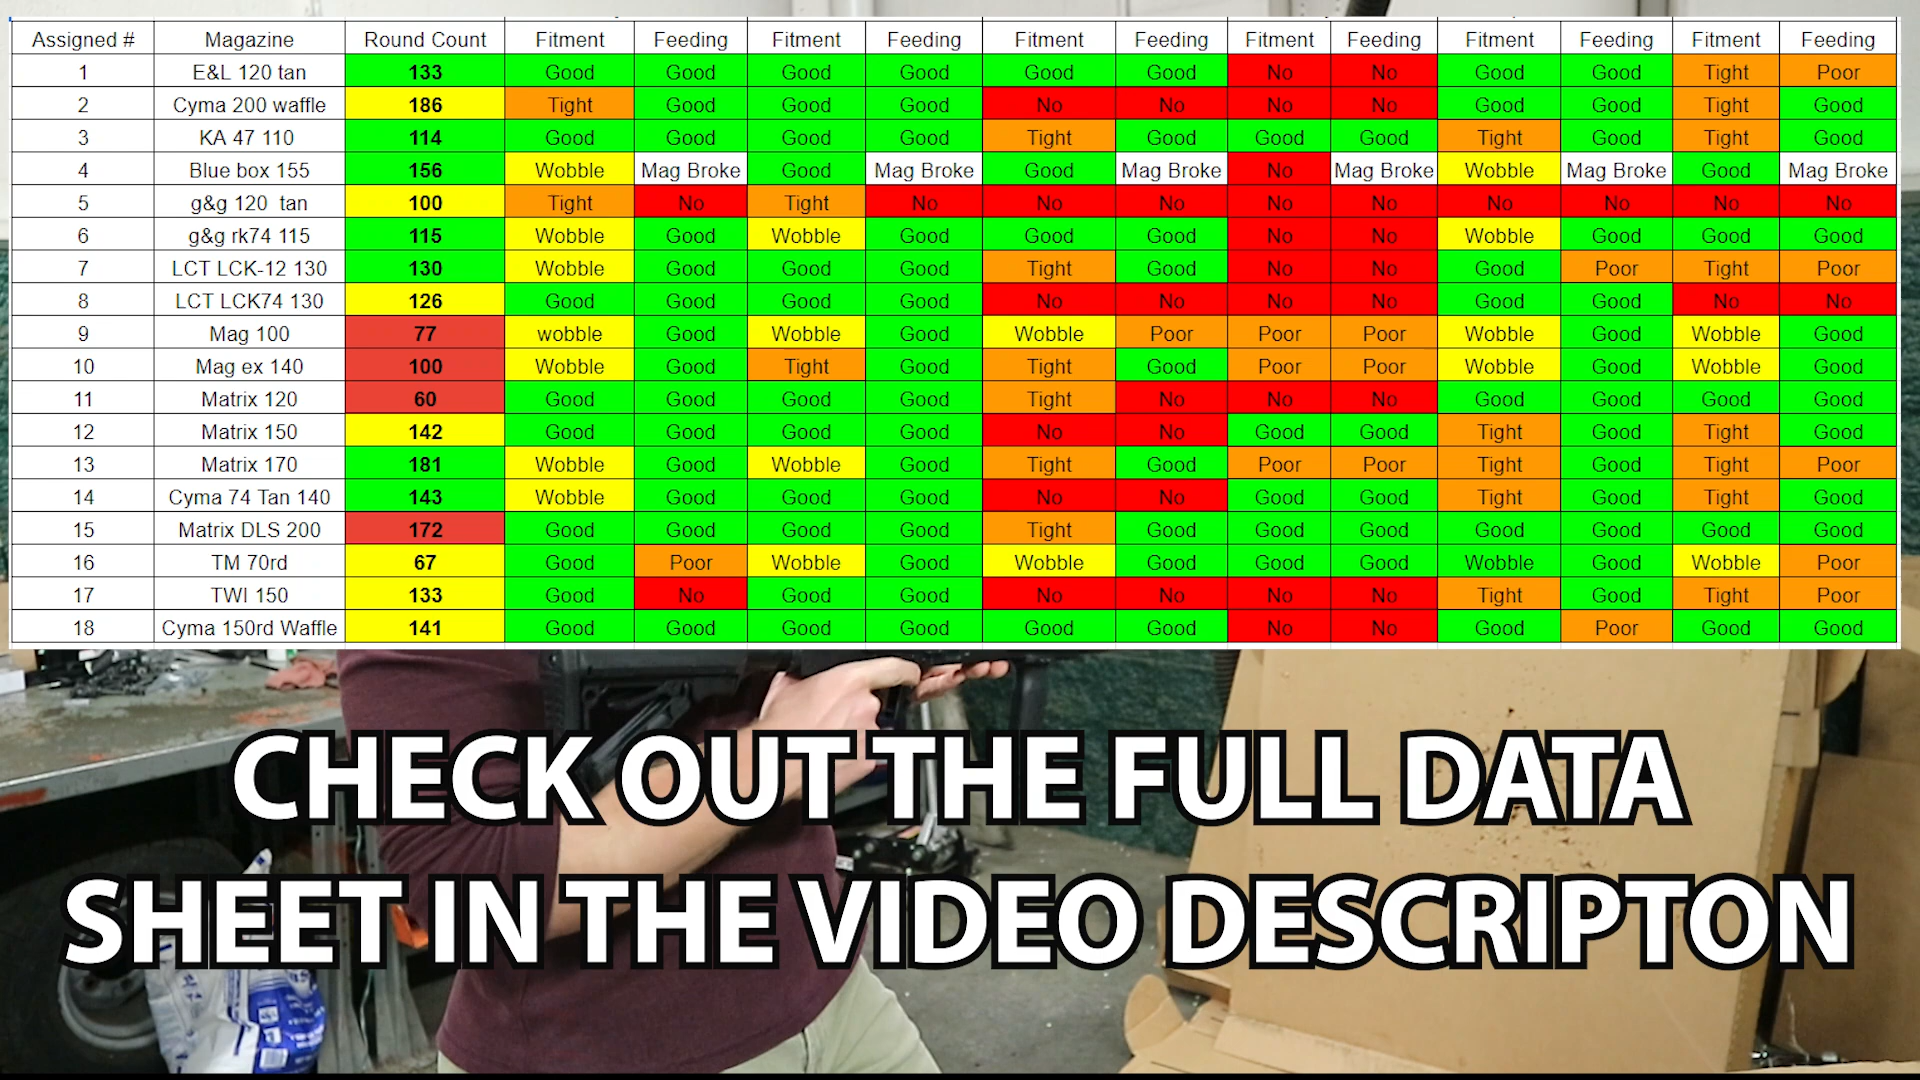 Assigned # Magazine Round Count Fitment Feeding Fitment Feeding Fitment Feeding Fitment Feeding Fitment Feeding Fitment Feeding
1 E&L 120 tan 133 Good Good Good Good Good Good No No Good Good Tight Poor
2 Cyma 200 waffle 186 Tight Good Good Good No No No No Good Good Tight Good
3 KA 47 110 114 Good Good Good Good Tight Good Good Good Tight Good Tight Good
4 Blue box 155 156 Wobble Mag Broke Good Mag Broke Good Mag Broke No Mag Broke Wobble Mag Broke Good Mag Broke
5 g&g 120 tan 100 Tight No Tight No No No No No No No No No
6 g&g rk74 115 115 Wobble Good Wobble Good Good Good No No Wobble Good Good Good
7 LCT LCK-12 130 130 Wobble Good Good Good Tight Good No No Good Poor Tight Poor
8 LCT LCK74 130 126 Good Good Good Good No No No No Good Good No No
9 Mag 100 77 wobble Good Wobble Good Wobble Poor Poor Poor Wobble Good Wobble Good
10 Mag ex 140 100 Wobble Good Tight Good Tight Good Poor Poor Wobble Good Wobble Good
11 Matrix 120 60 Good Good Good Good Tight No No No Good Good Good Good
12 Matrix 150 142 Good Good Good Good No No Good Good Tight Good Tight Good
13 Matrix 170 181 Wobble Good Wobble Good Tight Good Poor Poor Tight Good Tight Poor
14 Cyma 74 Tan 140 143 Wobble Good Good Good No No Good Good Tight Good Tight Good
15 Matrix DLS 200 172 Good Good Good Good Tight Good Good Good Good Good Good Good
16 TM 70rd 67 Good Poor Wobble Good Wobble Good Good Good Wobble Good Wobble Poor
17 TWI 150 133 Good No Good Good No No No No Tight Good Tight Poor
18 Cyma 150rd Waffle 141 Good Good Good Good Good Good No No Good Poor Good Good
CHECK OUT THE FULL DATA
SHEET IN THE VIDEO DESCRIPTON